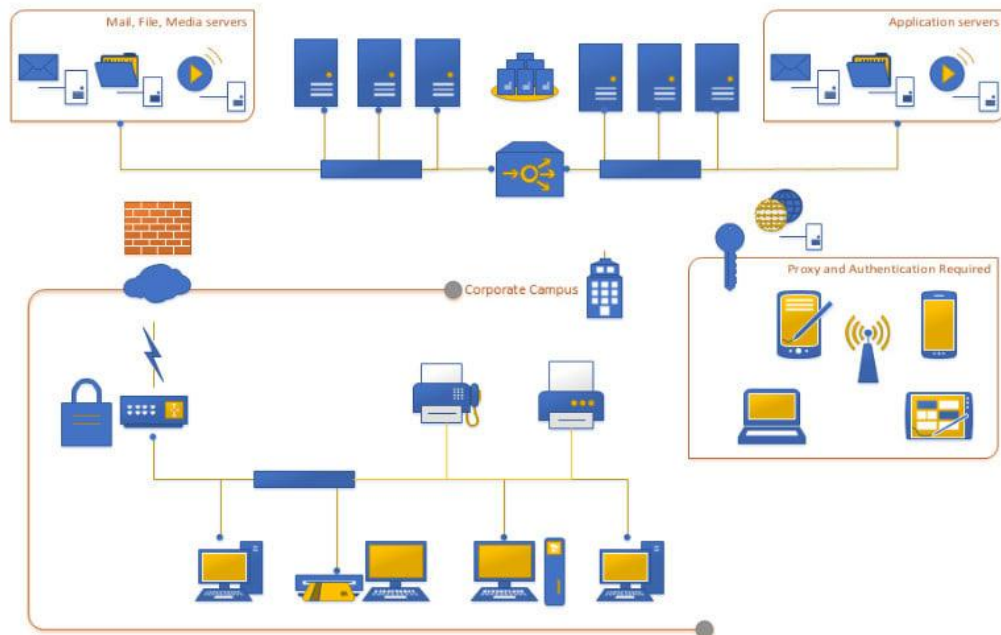 Mail, File, Media servers
Application servers
Proxy and Authentication Required
Corporate Campus